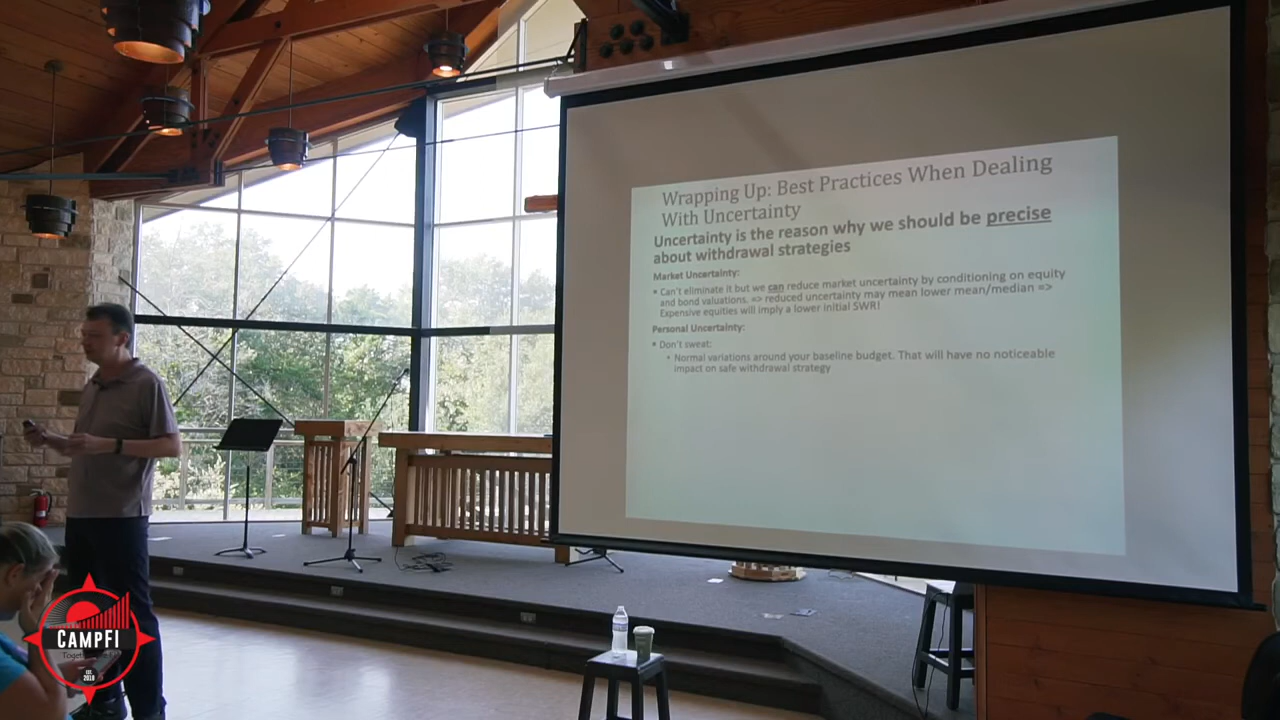 Wrapping Up: Best Practices When Dealing
With Uncertainty
Uncertainty is the reason why we should be precise
about withdrawal strategies
Market Uncertainty:
▪ Can't eliminate it but we can reduce market uncertainty by conditioning on equity
and bond valuations. => reduced uncertainty may mean lower mean/median =>
Expensive equities will imply a lower initial SWR!
Personal Uncertainty:
▪ Don't sweat:
• Normal variations around your baseline budget. That will have no noticeable
impact on safe withdrawal strategy
CAMPFI
EST.
2018